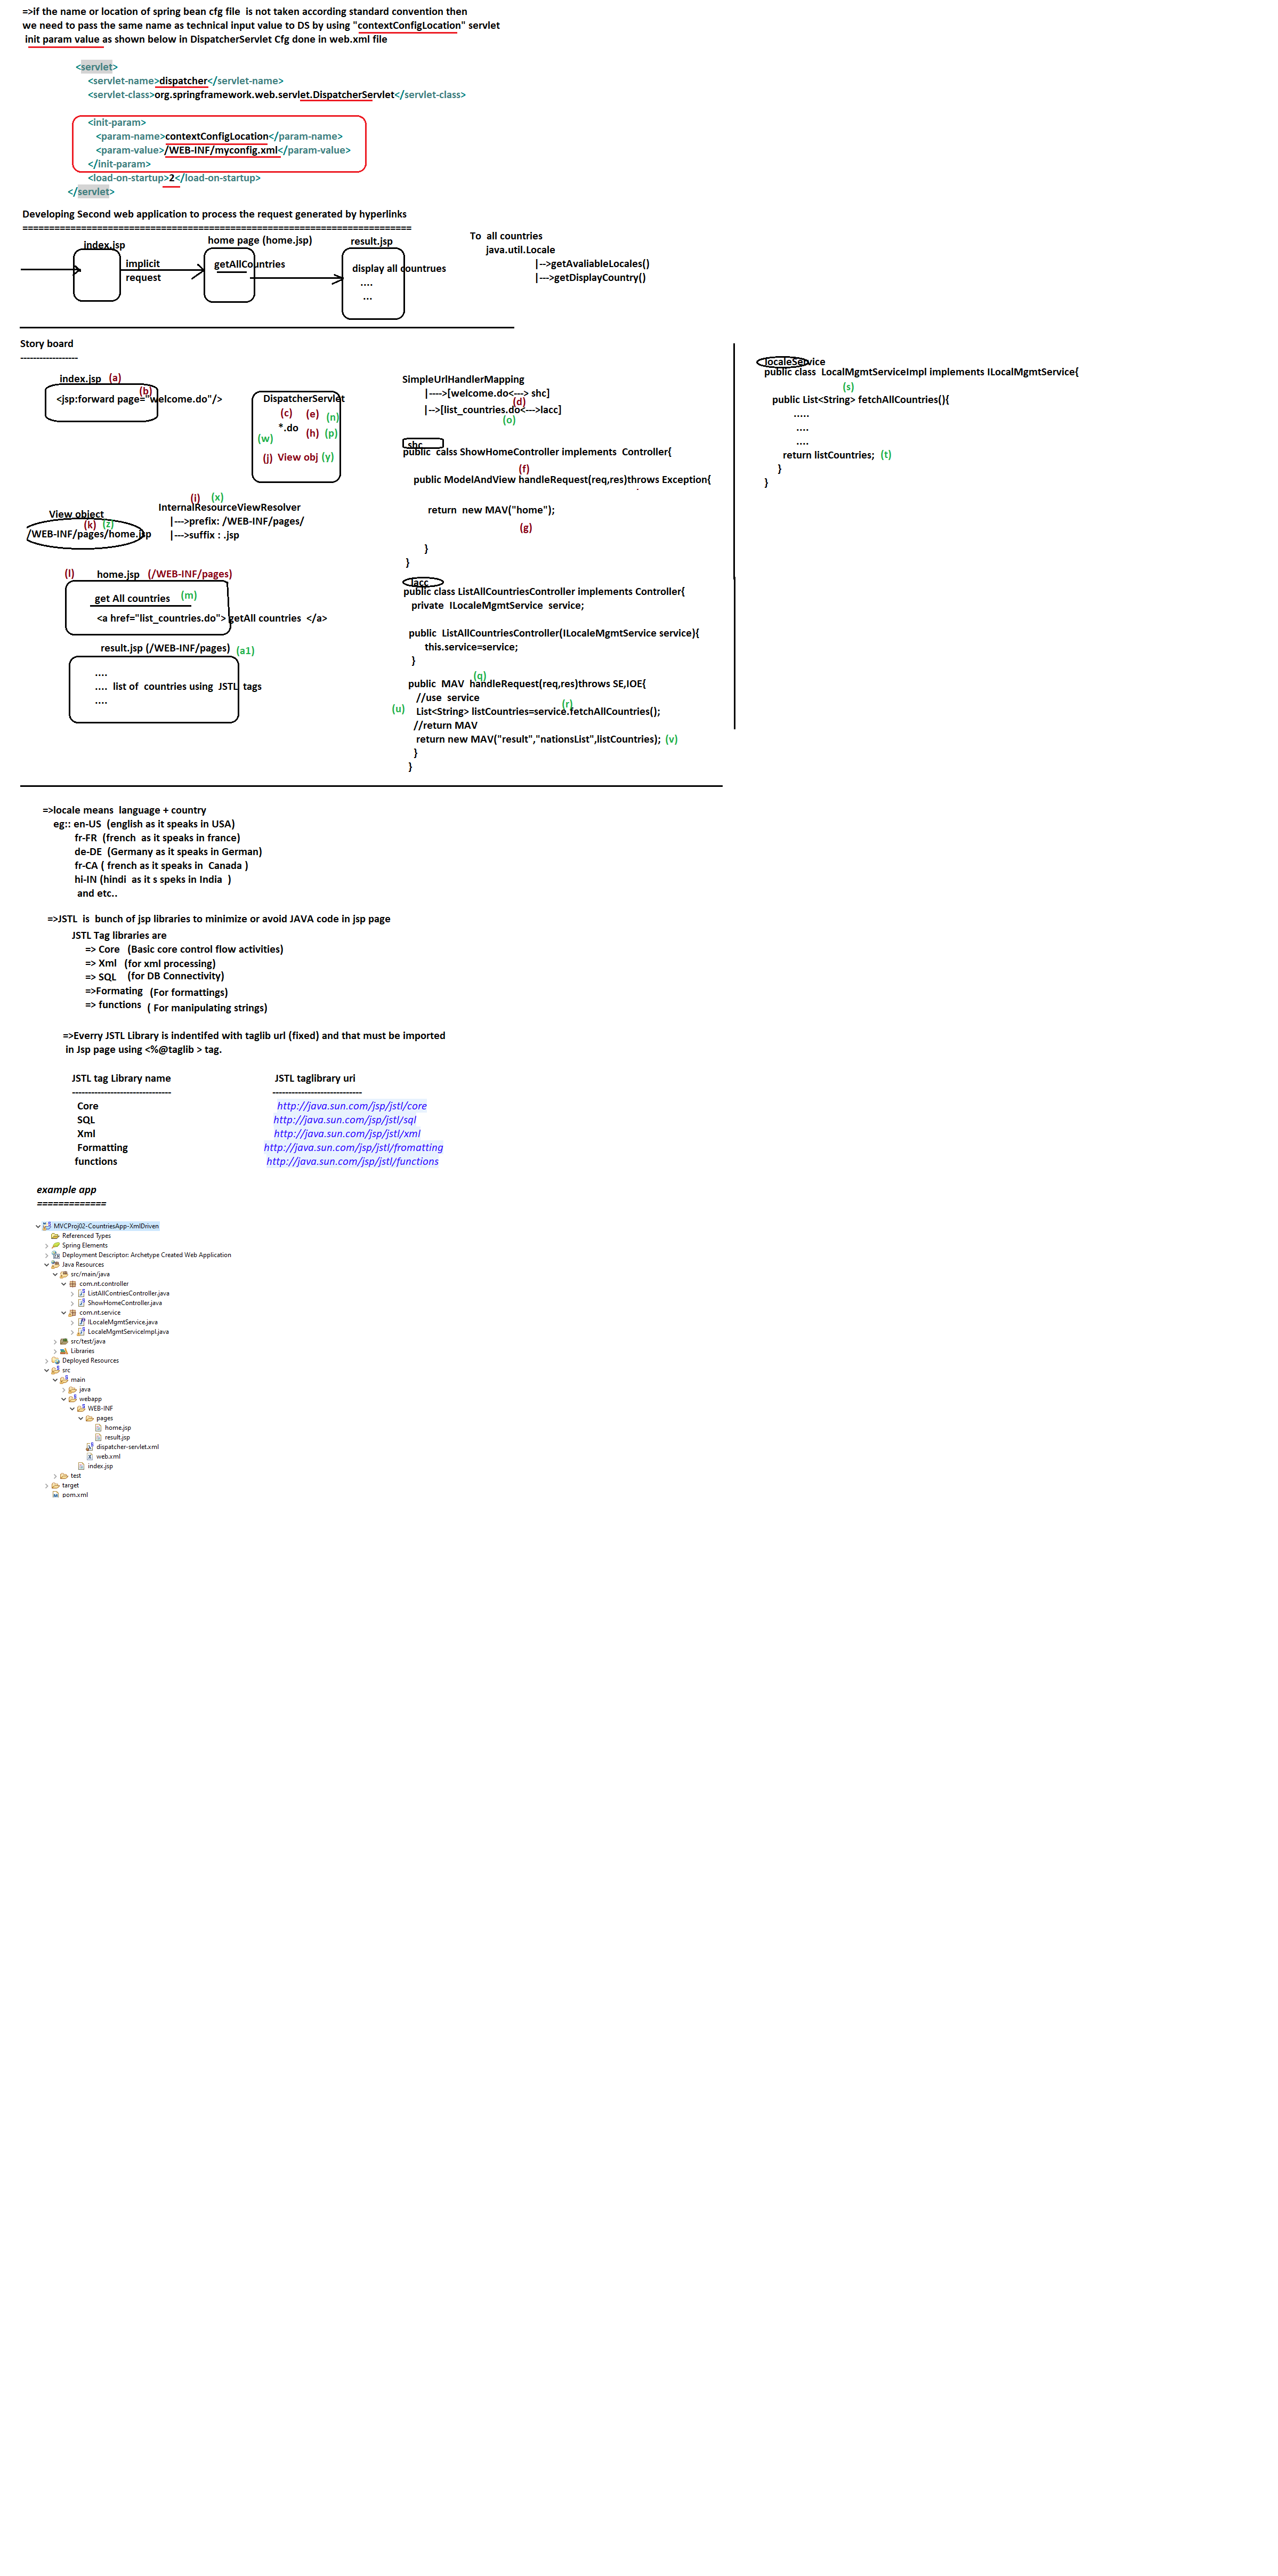 =>if the name or location of spring bean cfg file  is not taken according standard convention then
we need to pass the same name as technical input value to DS by using "contextConfigLocation" servlet
init param value as shown below in DispatcherServlet Cfg done in web.xml file
<servlet>
<servlet-name>dispatcher</servlet-name>
<servlet-class>org.springframework.web.servlet.DispatcherServlet</servlet-class>
<init-param>
<param-name>contextConfigLocation</param-name>
<param-value>/WEB-INF/myconfig.xml</param-value>
</init-param>
<load-on-startup>2</load-on-startup>
</servlet>
Developing Second web application to process the request generated by hyperlinks
=========================================================================
index.jsp
implicit
request
home page (home.jsp)
getAllCountries
result.jsp
display all countrues
....
...
To  all countries
java.util.Locale
|-->getAvaliableLocales()
|--->getDisplayCountry()
Story board
------------------
index.jsp (a)
(b)
<jsp:forward page="welcome.do"/>
DispatcherServlet
(c) (e) (n)
*.do
(w) (h) (p)
(j) View obj (y)
SimpleUrlHandlerMapping
|---->[welcome.do<---> shc]
(d)
|-->[list_countries.do<--->lacc]
(o)
shc
public  calss ShowHomeController implements  Controller{
(f)
public ModelAndView handleRequest(req,res)throws Exception{
return  new MAV("home");
(g)
}
}
localeService
public class  LocalMgmtServiceImpl implements ILocalMgmtService{
(s)
public List<String> fetchAllCountries(){
.....
....
....
return listCountries; (t)
}
}
(i) (x)
InternalResourceViewResolver
|--->prefix: /WEB-INF/pages/
|--->suffix : .jsp
View object
(k) (z)
/WEB-INF/pages/home.jsp
(l) home.jsp (/WEB-INF/pages)
get All countries (m)
<a href="list_countries.do"> getAll countries  </a>
result.jsp (/WEB-INF/pages) (a1)
....
....  list of  countries using  JSTL  tags
....
lacc
public class ListAllCountriesController implements Controller{
private  ILocaleMgmtService  service;
public  ListAllCountriesController(ILocaleMgmtService service){
this.service=service;
}
(q)
public  MAV  handleRequest(req,res)throws SE,IOE{
//use  service
(r)
(u) List<String> listCountries=service.fetchAllCountries();
//return MAV
return new MAV("result","nationsList",listCountries); (v)
}
}
=>locale means  language + country
eg:: en-US  (english as it speaks in USA)
fr-FR  (french  as it speaks in france)
de-DE  (Germany as it speaks in German)
fr-CA ( french as it speaks in  Canada )
hi-IN (hindi  as it s speks in India  )
and etc..
=>JSTL  is  bunch of jsp libraries to minimize or avoid JAVA code in jsp page
JSTL Tag libraries are
=> Core   (Basic core control flow activities)
=> Xml   (for xml processing)
=> SQL    (for DB Connectivity)
=>Formating  (For formattings)
=> functions  ( For manipulating strings)
=>Everry JSTL Library is indentifed with taglib url (fixed) and that must be imported
in Jsp page using <%@taglib > tag.
JSTL tag Library name    JSTL taglibrary uri
-------------------------------    ----------------------------
Core    http://java.sun.com/jsp/jstl/core
SQL    http://java.sun.com/jsp/jstl/sql
Xml    http://java.sun.com/jsp/jstl/xml
Formatting    http://java.sun.com/jsp/jstl/fromatting
functions    http://java.sun.com/jsp/jstl/functions
example app
=============
MVCProj02-CountriesApp-XmlDriven
Referenced Types
Spring Elements
Deployment Descriptor: Archetype Created Web Application
Java Resources
src/main/java
com.nt.controller
ListAllContriesController.java
ShowHomeController.java
com.nt.service
ILocaleMgmtService.java
LocaleMgmtServiceImpl.java
src/test/java
Libraries
Deployed Resources
src
main
java
webapp
WEB-INF
pages
home.jsp
result.jsp
dispatcher-servlet.xml
web.xml
index.jsp
test
target
pom.xml